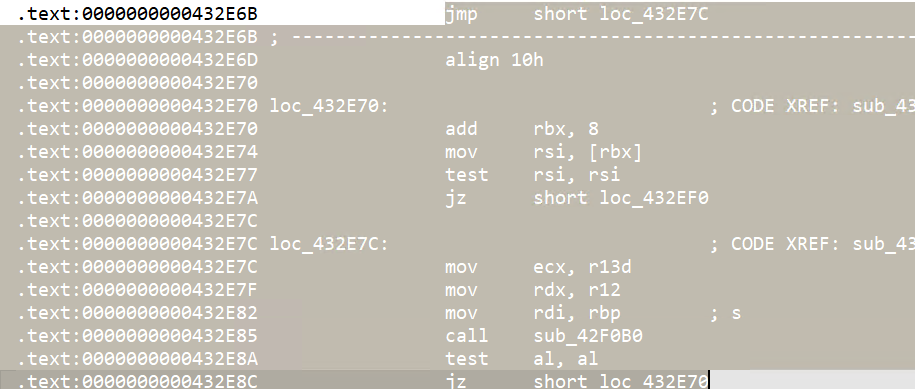 .text:0000000000432E6B jmp short loc_432E7C
.text:0000000000432E6B ; ---------------------------------------------------------
.text:0000000000432E6D align 10h
.text:0000000000432E70
.text:0000000000432E70 loc_432E70: ; CODE XREF: sub_43
.text:0000000000432E70 add rbx, 8
.text:0000000000432E74 mov rsi, [rbx]
.text:0000000000432E77 test rsi, rsi
.text:0000000000432E7A jz short loc_432EF0
.text:0000000000432E7C
.text:0000000000432E7C loc_432E7C: ; CODE XREF: sub_43
.text:0000000000432E7C mov ecx, r13d
.text:0000000000432E7F mov rdx, r12
.text:0000000000432E82 mov rdi, rbp ; s
.text:0000000000432E85 call sub_42F0B0
.text:0000000000432E8A test al, al
.text:0000000000432E8C jz short loc_432E70